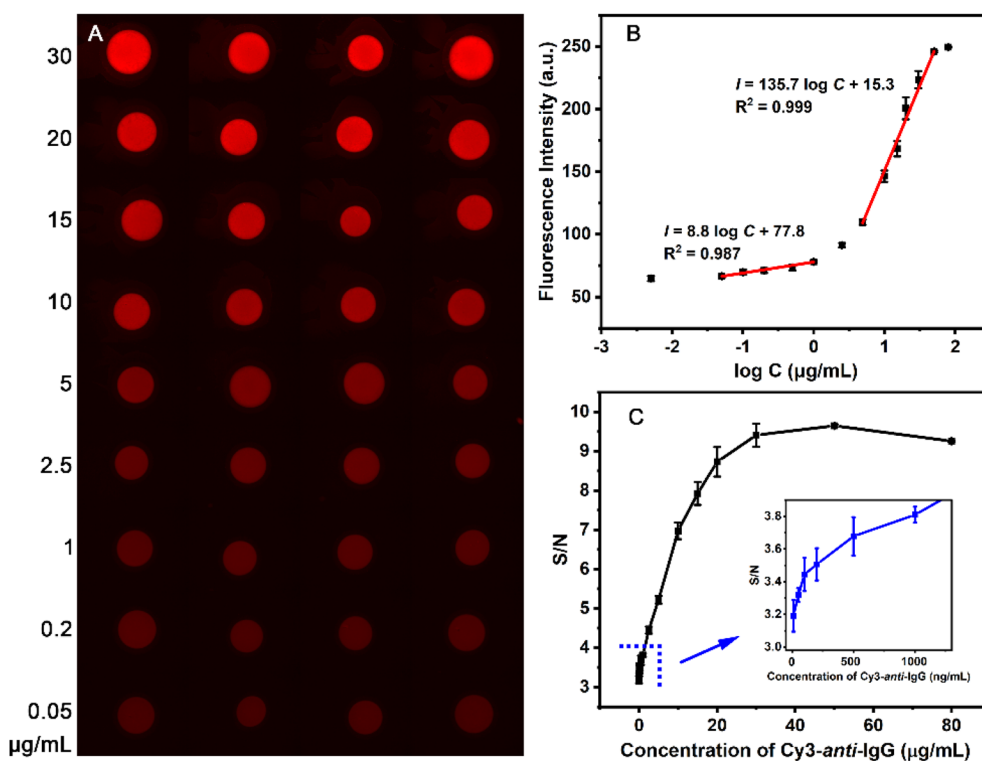 A
30
20
15
10
5
2.5
1
0.2
0.05
µg/mL
B
Fluorescence Intensity (a.u.)
250
200
150
100
50
I = 135.7 log C + 15.3
R² = 0.999
I = 8.8 log C + 77.8
R² = 0.987
-3
-2
-1
0
1
2
log C (µg/mL)
C
S/N
10
9
8
7
6
5
4
3
0
20
40
60
80
Concentration of Cy3-anti-IgG (µg/mL)
S/N
3.8
3.6
3.4
3.2
3.0
0
500
1000
Concentration of Cy3-anti-IgG (ng/mL)